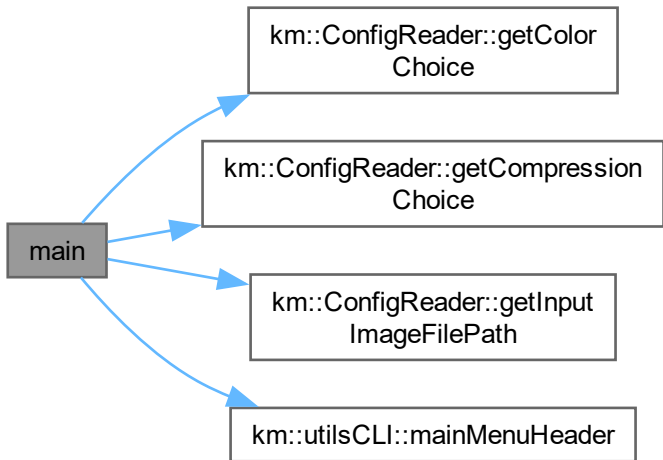 km::ConfigReader::getColor
Choice
km::ConfigReader::getCompression
Choice
main
km::ConfigReader::getInput
ImageFilePath
km::utilsCLI::mainMenuHeader